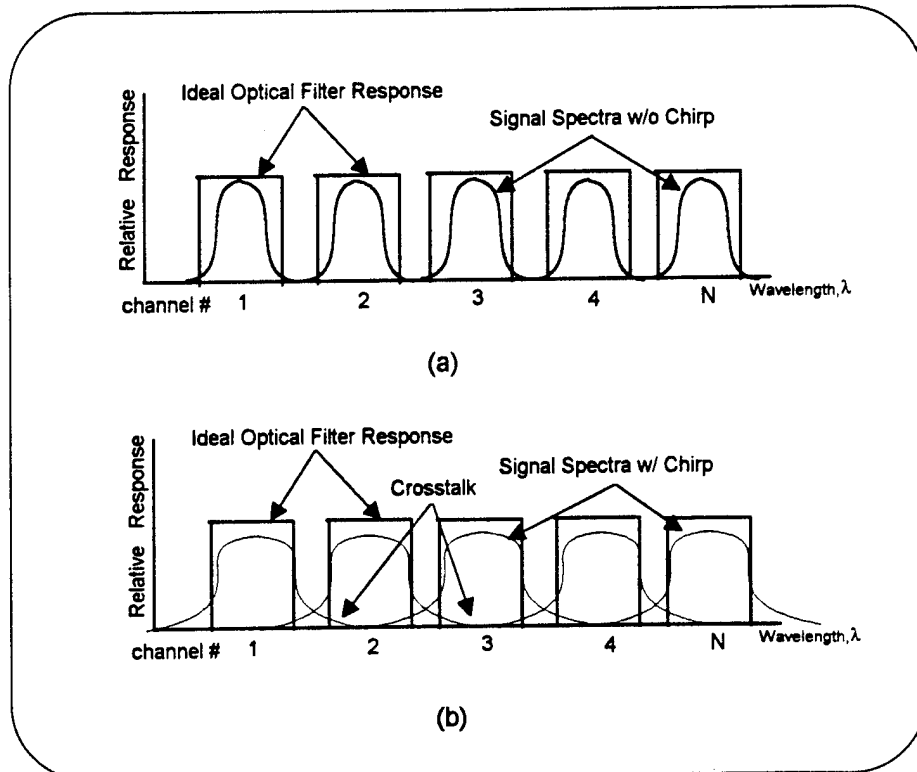 Ideal Optical Filter Response
Signal Spectra w/o Chirp
Relative Response
channel # 1 2 3 4 N Wavelength,λ
(a)
Ideal Optical Filter Response
Signal Spectra w/ Chirp
Crosstalk
Relative Response
channel # 1 2 3 4 N Wavelength,λ
(b)